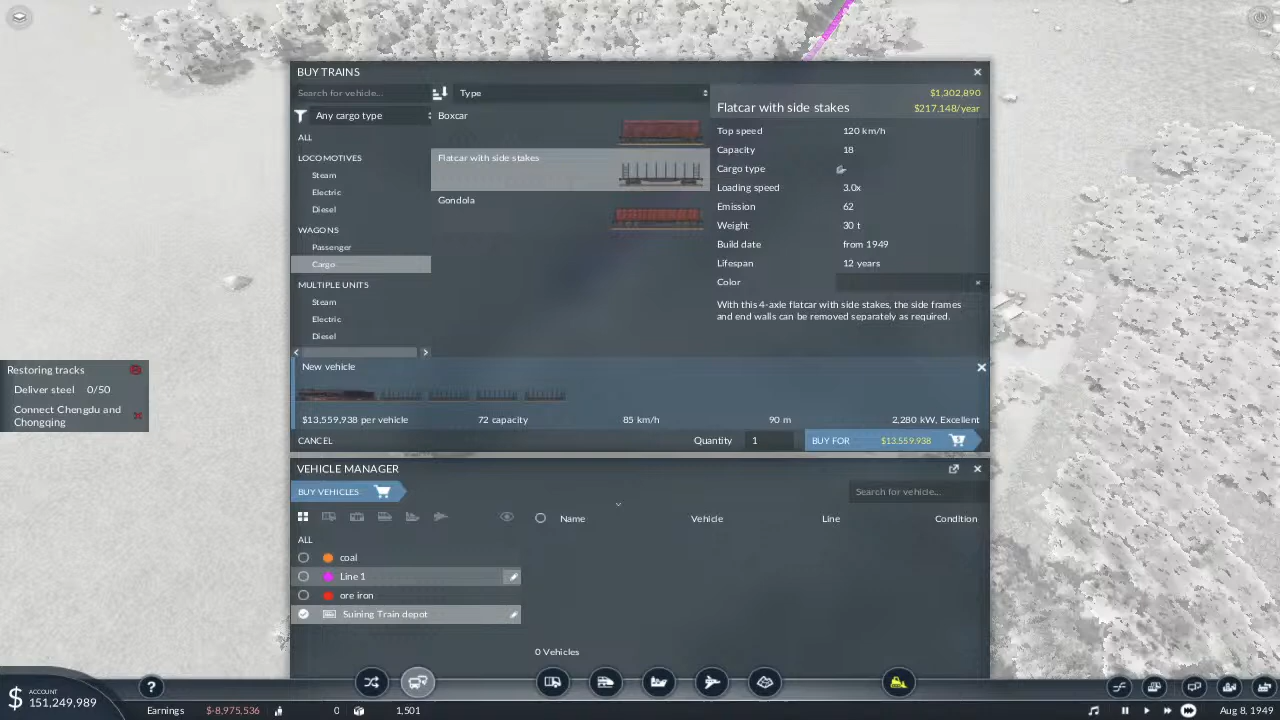 BUY TRAINS
Search for vehicle...
Type
Any cargo type
ALL
LOCOMOTIVES
Steam
Electric
Diesel
WAGONS
Passenger
Cargo
MULTIPLE UNITS
Steam
Electric
Diesel
Boxcar
Flatcar with side stakes
Gondola
$1,302,890
Flatcar with side stakes $217,148/year
Top speed 120 km/h
Capacity 18
Cargo type
Loading speed 3.0x
Emission 62
Weight 30 t
Build date from 1949
Lifespan 12 years
Color
With this 4-axle flatcar with side stakes, the side frames
and end walls can be removed separately as required.
Restoring tracks
Deliver steel 0/50
Connect Chengdu and
Chongqing
New vehicle
$13,559,938 per vehicle 72 capacity 85 km/h 90 m 2,280 kW, Excellent
CANCEL Quantity 1 BUY FOR $13,559,938
VEHICLE MANAGER
BUY VEHICLES
Search for vehicle...
Name Vehicle Line Condition
ALL
coal
Line 1
ore iron
Suining Train depot
0 Vehicles
$ ACCOUNT
151,249,989
?
Earnings $-8,975,536 0 1,501 Aug 8, 1949